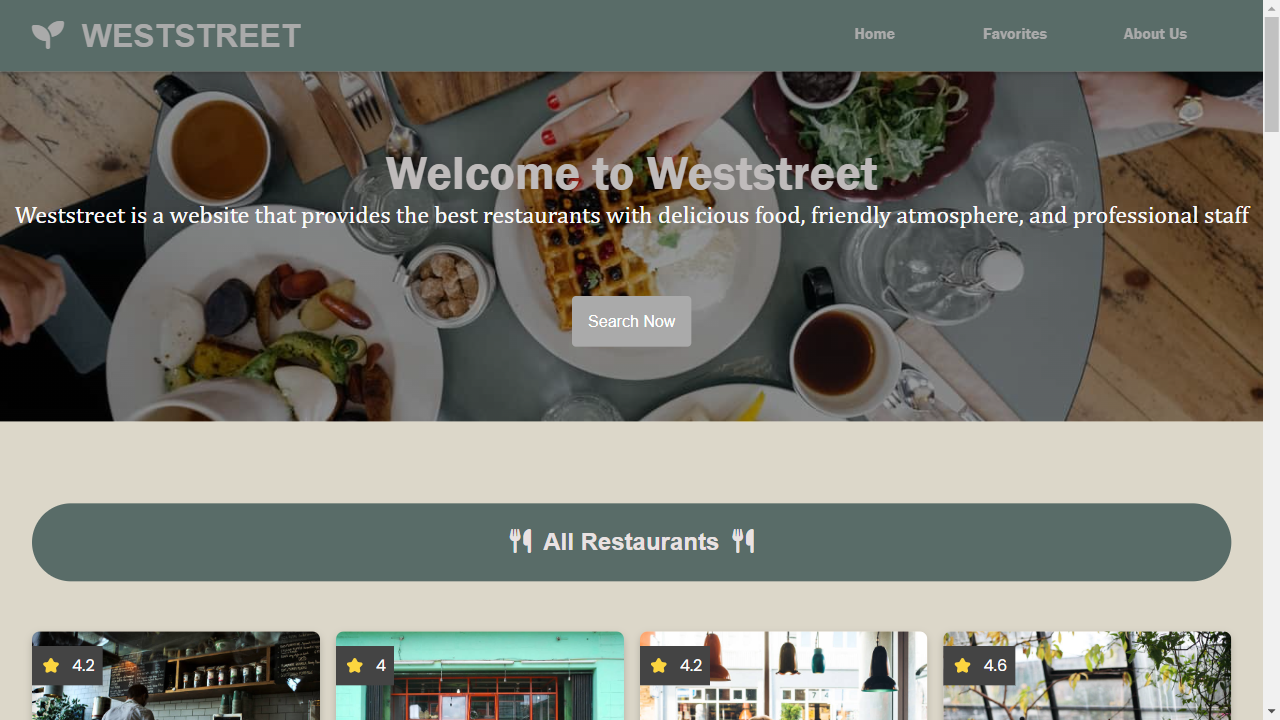 WESTSTREET
Home
Favorites
About Us
Welcome to Weststreet
Weststreet is a website that provides the best restaurants with delicious food, friendly atmosphere, and professional staff
Search Now
All Restaurants
4.2
4
4.2
4.6